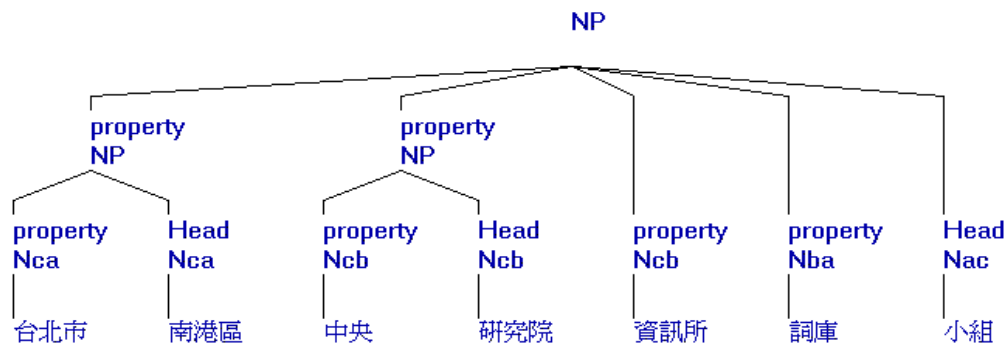 NP
property property
NP NP
property Head property Head property property Head
Nca Nca Ncb Ncb Ncb Nba Nac
台北市 南港區 中央 研究院 資訊所 詞庫 小組